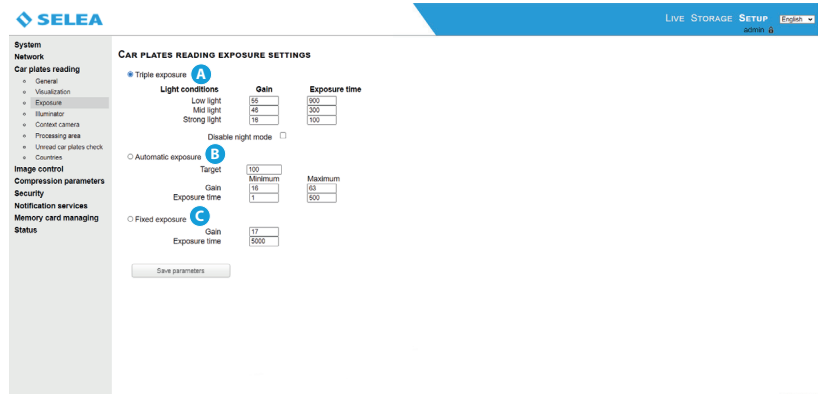 SELEA
LIVE STORAGE SETUP English
admin
System
Network
Car plates reading
General
Visualization
Exposure
Illuminator
Context camera
Processing area
Unread car plates check
Countries
Image control
Compression parameters
Security
Notification services
Memory card managing
Status
CAR PLATES READING EXPOSURE SETTINGS
Triple exposure A
Light conditions Gain Exposure time
Low light 55 900
Mid light 45 300
Strong light 16 100
Disable night mode
Automatic exposure B
Target 100
Minimum Maximum
Gain 16 63
Exposure time 1 500
Fixed exposure C
Gain 17
Exposure time 5000
Save parameters